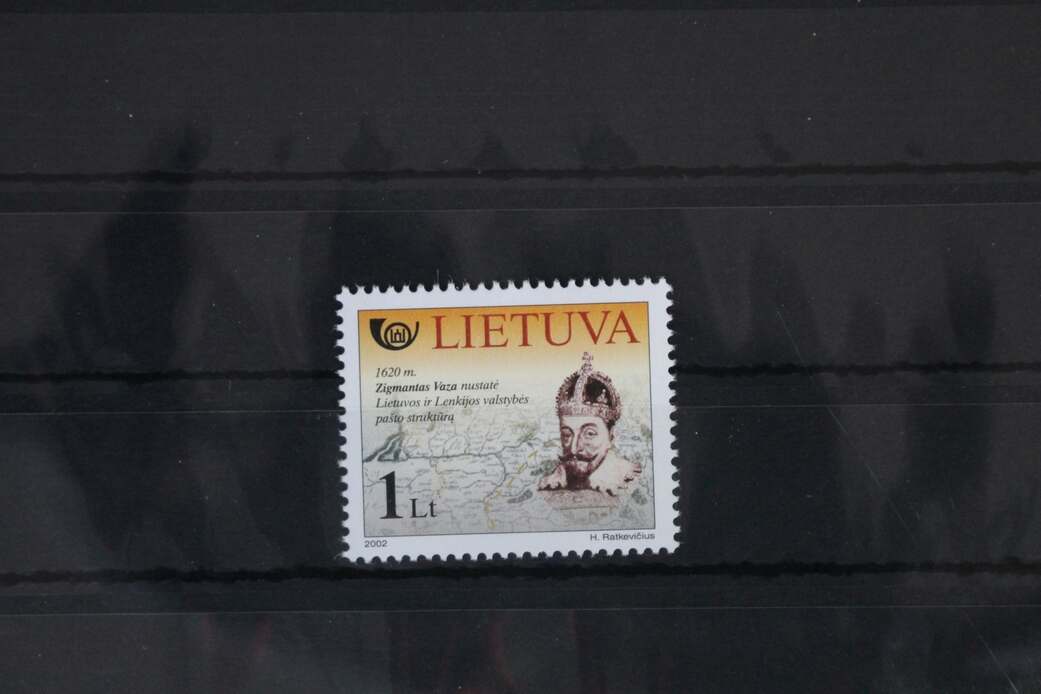 LIETUVA
1620 m.
Zigmantas Vaza nustatė
Lietuvos ir Lenkijos valstybės
pašto struktūrą
1 Lt
2002
H. Ratkevičius